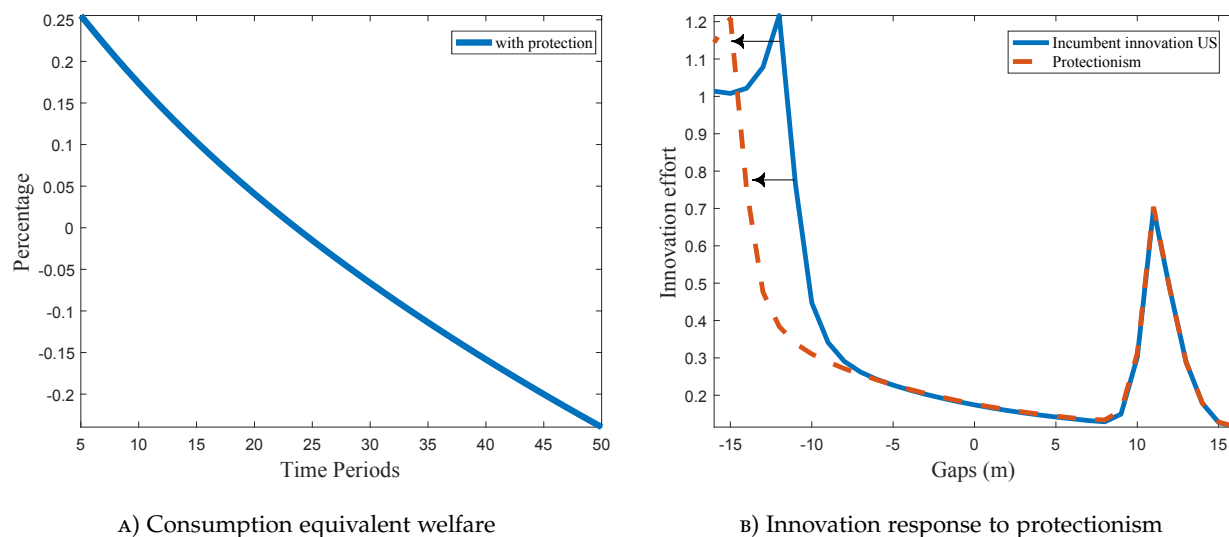 0.25
0.2
0.15
0.1
0.05
0
-0.05
-0.1
-0.15
-0.2
Percentage
with protection
5 10 15 20 25 30 35 40 45 50
Time Periods
A) Consumption equivalent welfare
1.2
1.1
1
0.9
0.8
0.7
0.6
0.5
0.4
0.3
0.2
Innovation effort
Incumbent innovation US
Protectionism
-15 -10 -5 0 5 10 15
Gaps (m)
B) Innovation response to protectionism